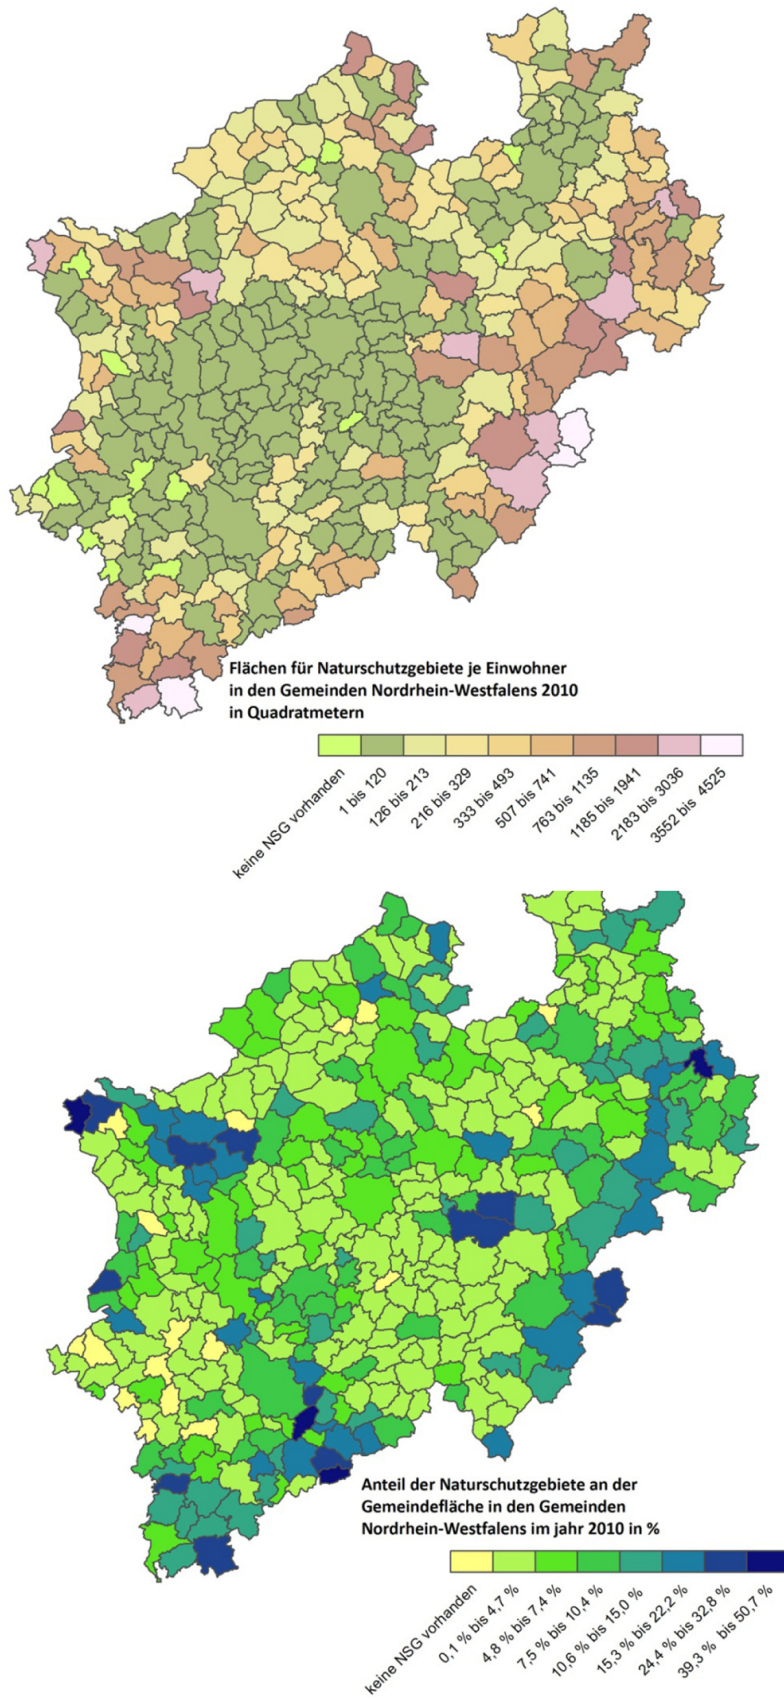 Flächen für Naturschutzgebiete je Einwohner
in den Gemeinden Nordrhein-Westfalens 2010
in Quadratmetern
keine NSG vorhanden
1 bis 120
126 bis 213
216 bis 329
333 bis 493
507 bis 741
763 bis 1135
1185 bis 1941
2183 bis 3036
3552 bis 4525
Anteil der Naturschutzgebiete an der
Gemeindefläche in den Gemeinden
Nordrhein-Westfalens im jahr 2010 in %
keine NSG vorhanden
0,1 % bis 4,7 %
4,8 % bis 7,4 %
7,5 % bis 10,4 %
10,6 % bis 15,0 %
15,3 % bis 22,2 %
24,4 % bis 32,8 %
39,3 % bis 50,7 %